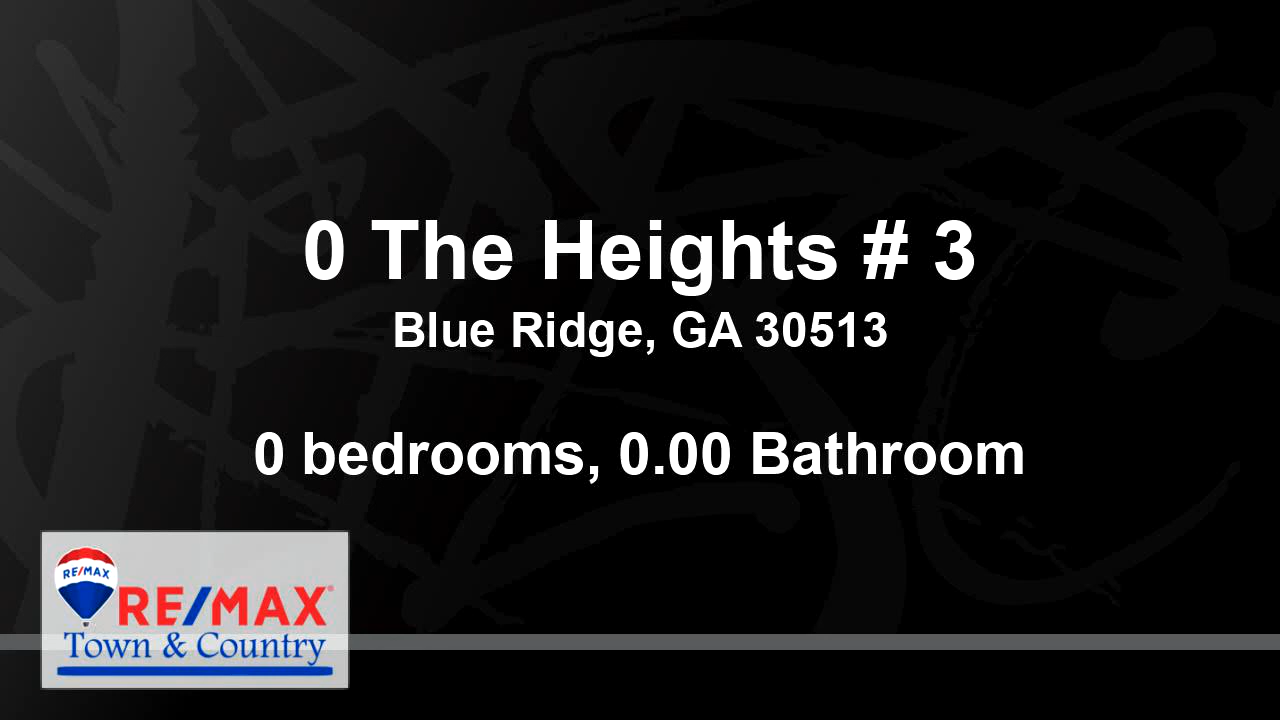 0 The Heights # 3
Blue Ridge, GA 30513
0 bedrooms, 0.00 Bathroom
RE/MAX
RE/MAX®
Town & Country